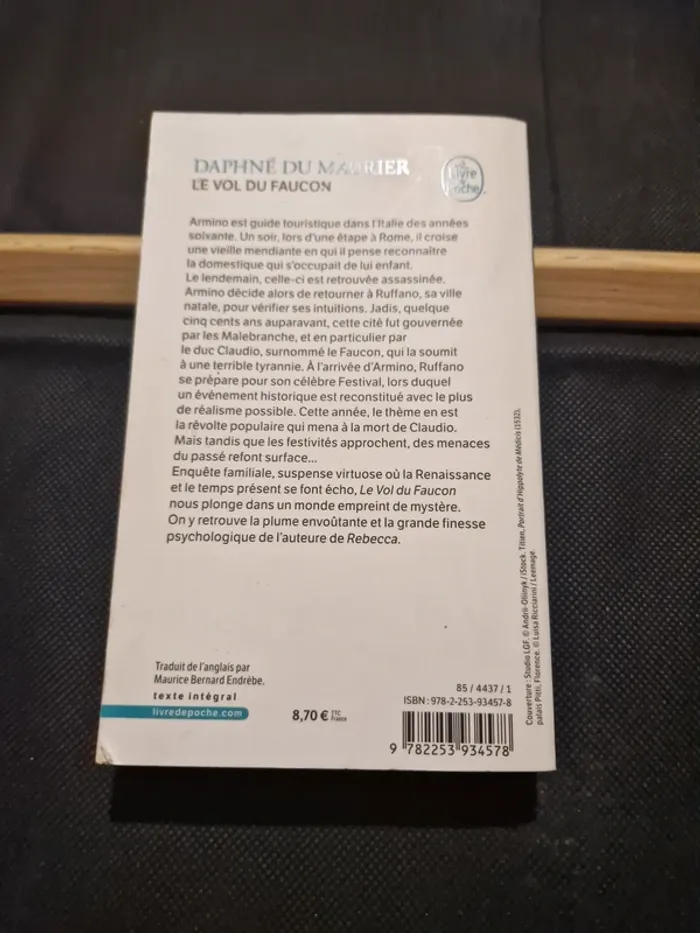 DAPHNÉ DU MAURIER
LE VOL DU FAUCON
Le
Livre
de
Poche
Armino est guide touristique dans l'Italie des années
soixante. Un soir, lors d'une étape à Rome, il croise
une vieille mendiante en qui il pense reconnaître
la domestique qui s'occupait de lui enfant.
Le lendemain, celle-ci est retrouvée assassinée.
Armino décide alors de retourner à Ruffano, sa ville
natale, pour vérifier ses intuitions. Jadis, quelque
cinq cents ans auparavant, cette cité fut gouvernée
par les Malebranche, et en particulier par
le duc Claudio, surnommé le Faucon, qui la soumit
à une terrible tyrannie. À l'arrivée d'Armino, Ruffano
se prépare pour son célèbre Festival, lors duquel
un événement historique est reconstitué avec le plus
de réalisme possible. Cette année, le thème en est
la révolte populaire qui mena à la mort de Claudio.
Mais tandis que les festivités approchent, des menaces
du passé refont surface...
Enquête familiale, suspense virtuose où la Renaissance
et le temps présent se font écho, Le Vol du Faucon
nous plonge dans un monde empreint de mystère.
On y retrouve la plume envoûtante et la grande finesse
psychologique de l'auteure de Rebecca.
Traduit de l'anglais par
Maurice Bernard Endrèbe.
texte intégral
livredepoche.com
8,70 € TTC
France
85 / 4437 / 1
ISBN : 978-2-253-93457-8
9 782253 934578
Couverture : Studio LGF. © Andrii-Oliinyk / iStock. Titien, Portrait d'Hippolyte de Médicis (1532),
palais Pitti, Florence. © Luisa Ricciarini / Leemage.